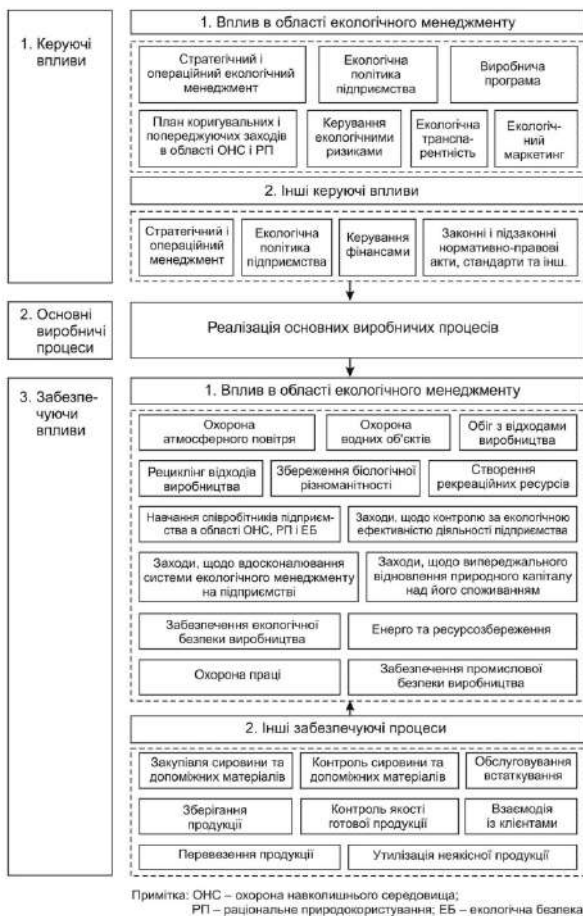 1. Керуючі
впливи
1. Вплив в області екологічного менеджменту
Стратегічний і
операційний екологічний
менеджмент
Екологічна
політика
підприємства
Виробнича
програма
План коригувальних і
попереджуючих заходів
в області ОНС і РП
Керування
екологічними
ризиками
Екологічна
транспа-
рентність
Екологіч-
ний
маркетинг
2. Інші керуючі впливи
Стратегічний і
операційний
менеджмент
Екологічна
політика
підприємства
Керування
фінансами
Законні і підзаконні
нормативно-правові
акти, стандарти та інш.
2. Основні
виробничі
процеси
Реалізація основних виробничих процесів
3. Забезпе-
чуючи
впливи
1. Вплив в області екологічного менеджменту
Охорона
атмосферного повітря
Охорона
водних об'єктів
Обіг з відходами
виробництва
Рециклінг відходів
виробництва
Збереження біологічної
різноманітності
Створення
рекреаційних ресурсів
Навчання співробітників підприєм-
ства в області ОНС, РП і ЕБ
Заходи, щодо контролю за екологічною
ефективністю діяльності підприємства
Заходи, щодо вдосконалювання
системи екологічного менеджменту
на підприємстві
Заходи, щодо випереджального
відновлення природного капіталу
над його споживанням
Забезпечення екологічної
безпеки виробництва
Енерго та ресурсозбереження
Охорона праці
Забезпечення промислової
безпеки виробництва
2. Інші забезпечуючі процеси
Закупівля сировини та
допоміжних матеріалів
Контроль сировини та
допоміжних матеріалів
Обслуговування
встаткування
Зберігання
продукції
Контроль якості
готової продукції
Взаємодія
із клієнтами
Перевезення продукції
Утилізація неякісної продукції
Примітка: ОНС – охорона навколишнього середовища;
РП – раціональне природокористування; ЕБ – екологічна безпека